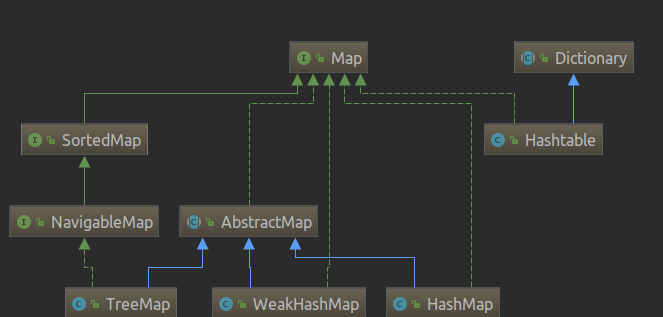 Map
Dictionary
SortedMap
Hashtable
NavigableMap
AbstractMap
TreeMap
WeakHashMap
HashMap